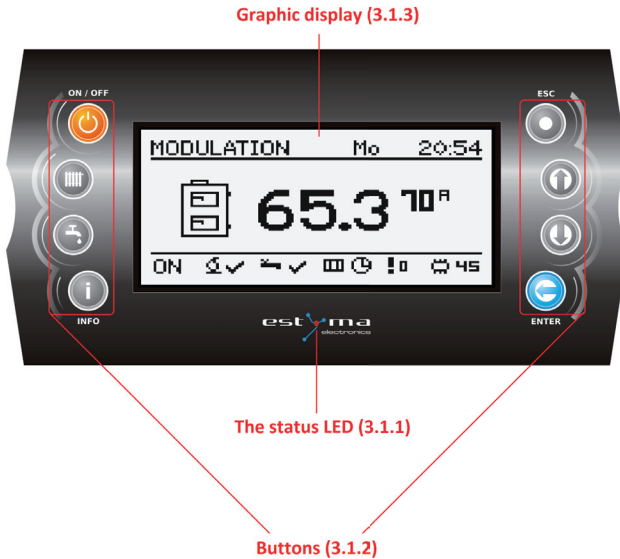 Graphic display (3.1.3)
ON / OFF
ESC
MODULATION Mo 20:54
65.3 70 A
ON 0 45
i
INFO
ENTER
estyma
electronics
The status LED (3.1.1)
Buttons (3.1.2)